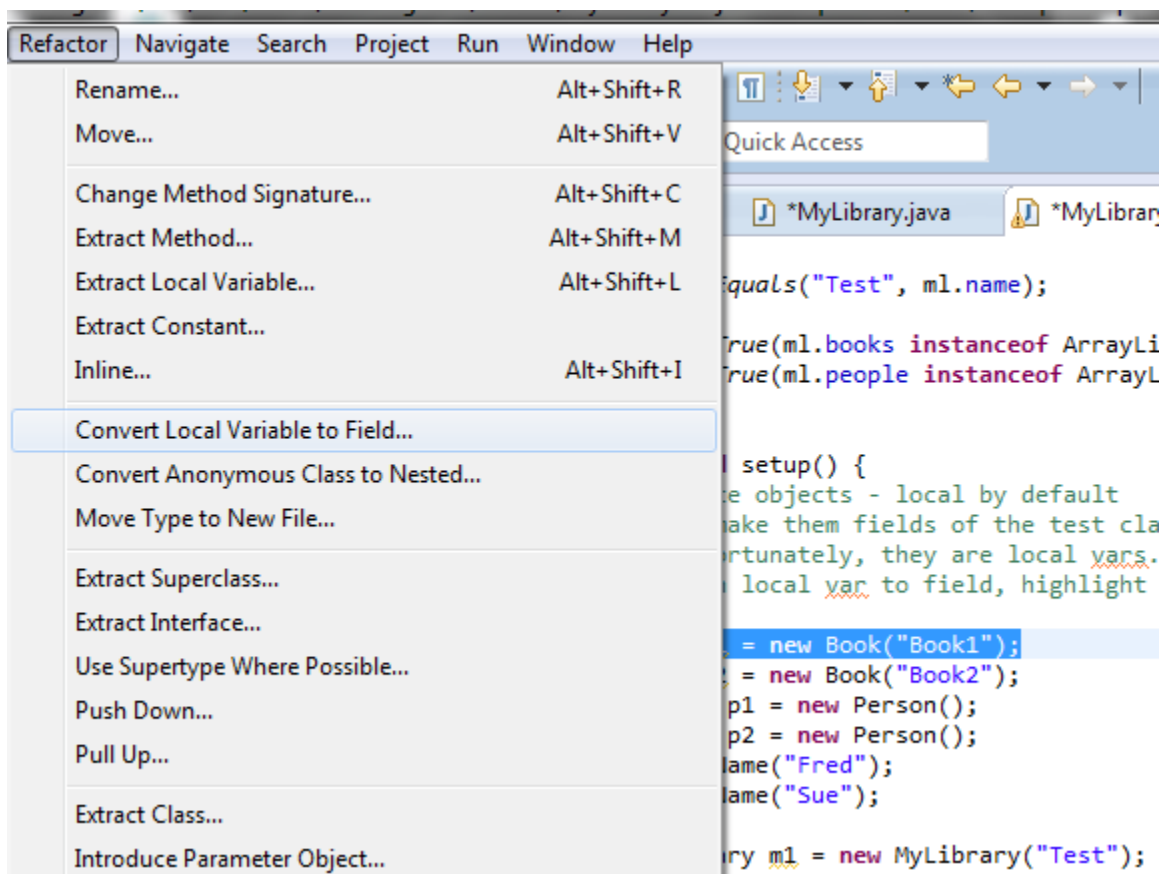 Refactor Navigate Search Project Run Window Help
Rename... Alt+Shift+R
Move... Alt+Shift+V
Quick Access
Change Method Signature... Alt+Shift+C
*MyLibrary.java *MyLibrary
Extract Method... Alt+Shift+M
Extract Local Variable... Alt+Shift+L
quals("Test", ml.name);
Extract Constant...
rue(ml.books instanceof ArrayLi
Inline... Alt+Shift+I
rue(ml.people instanceof ArrayL
Convert Local Variable to Field...
setup() {
Convert Anonymous Class to Nested...
e objects - local by default
Move Type to New File...
ake them fields of the test cla
rtunately, they are local vars.
Extract Superclass...
local var to field, highlight
Extract Interface...
= new Book("Book1");
Use Supertype Where Possible...
= new Book("Book2");
Push Down...
p1 = new Person();
p2 = new Person();
Pull Up...
ame("Fred");
ame("Sue");
Extract Class...
Introduce Parameter Object...
ry m1 = new MyLibrary("Test");